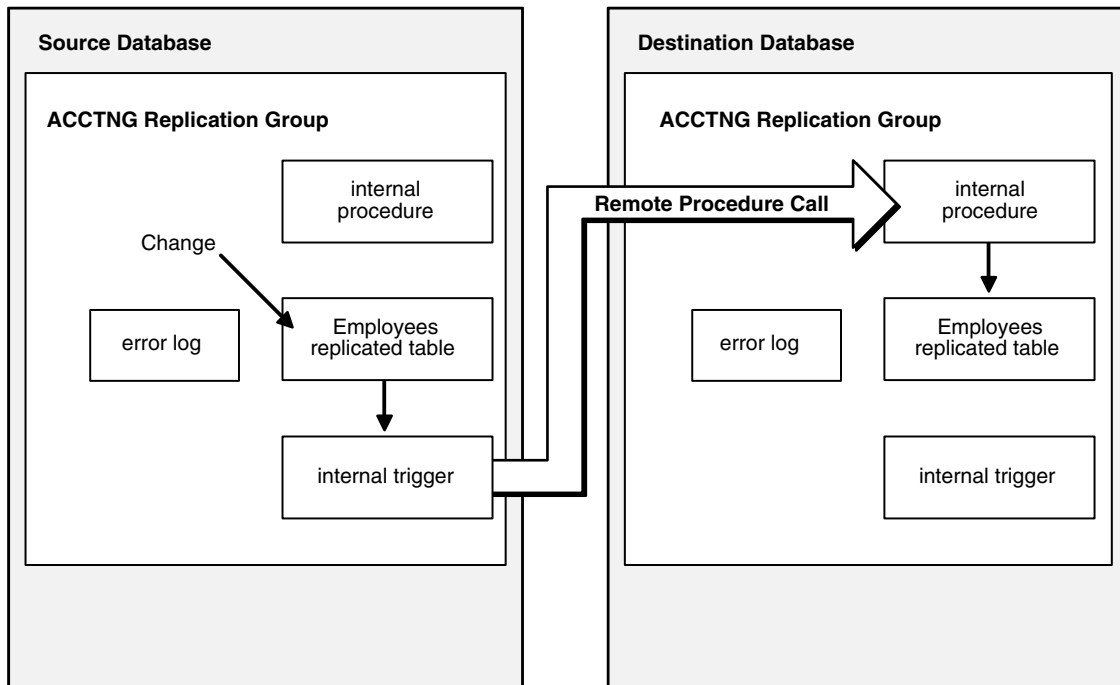 Source Database
ACCTNG Replication Group
internal
procedure
Change
error log
Employees
replicated table
internal trigger
Remote Procedure Call
Destination Database
ACCTNG Replication Group
internal
procedure
error log
Employees
replicated table
internal trigger